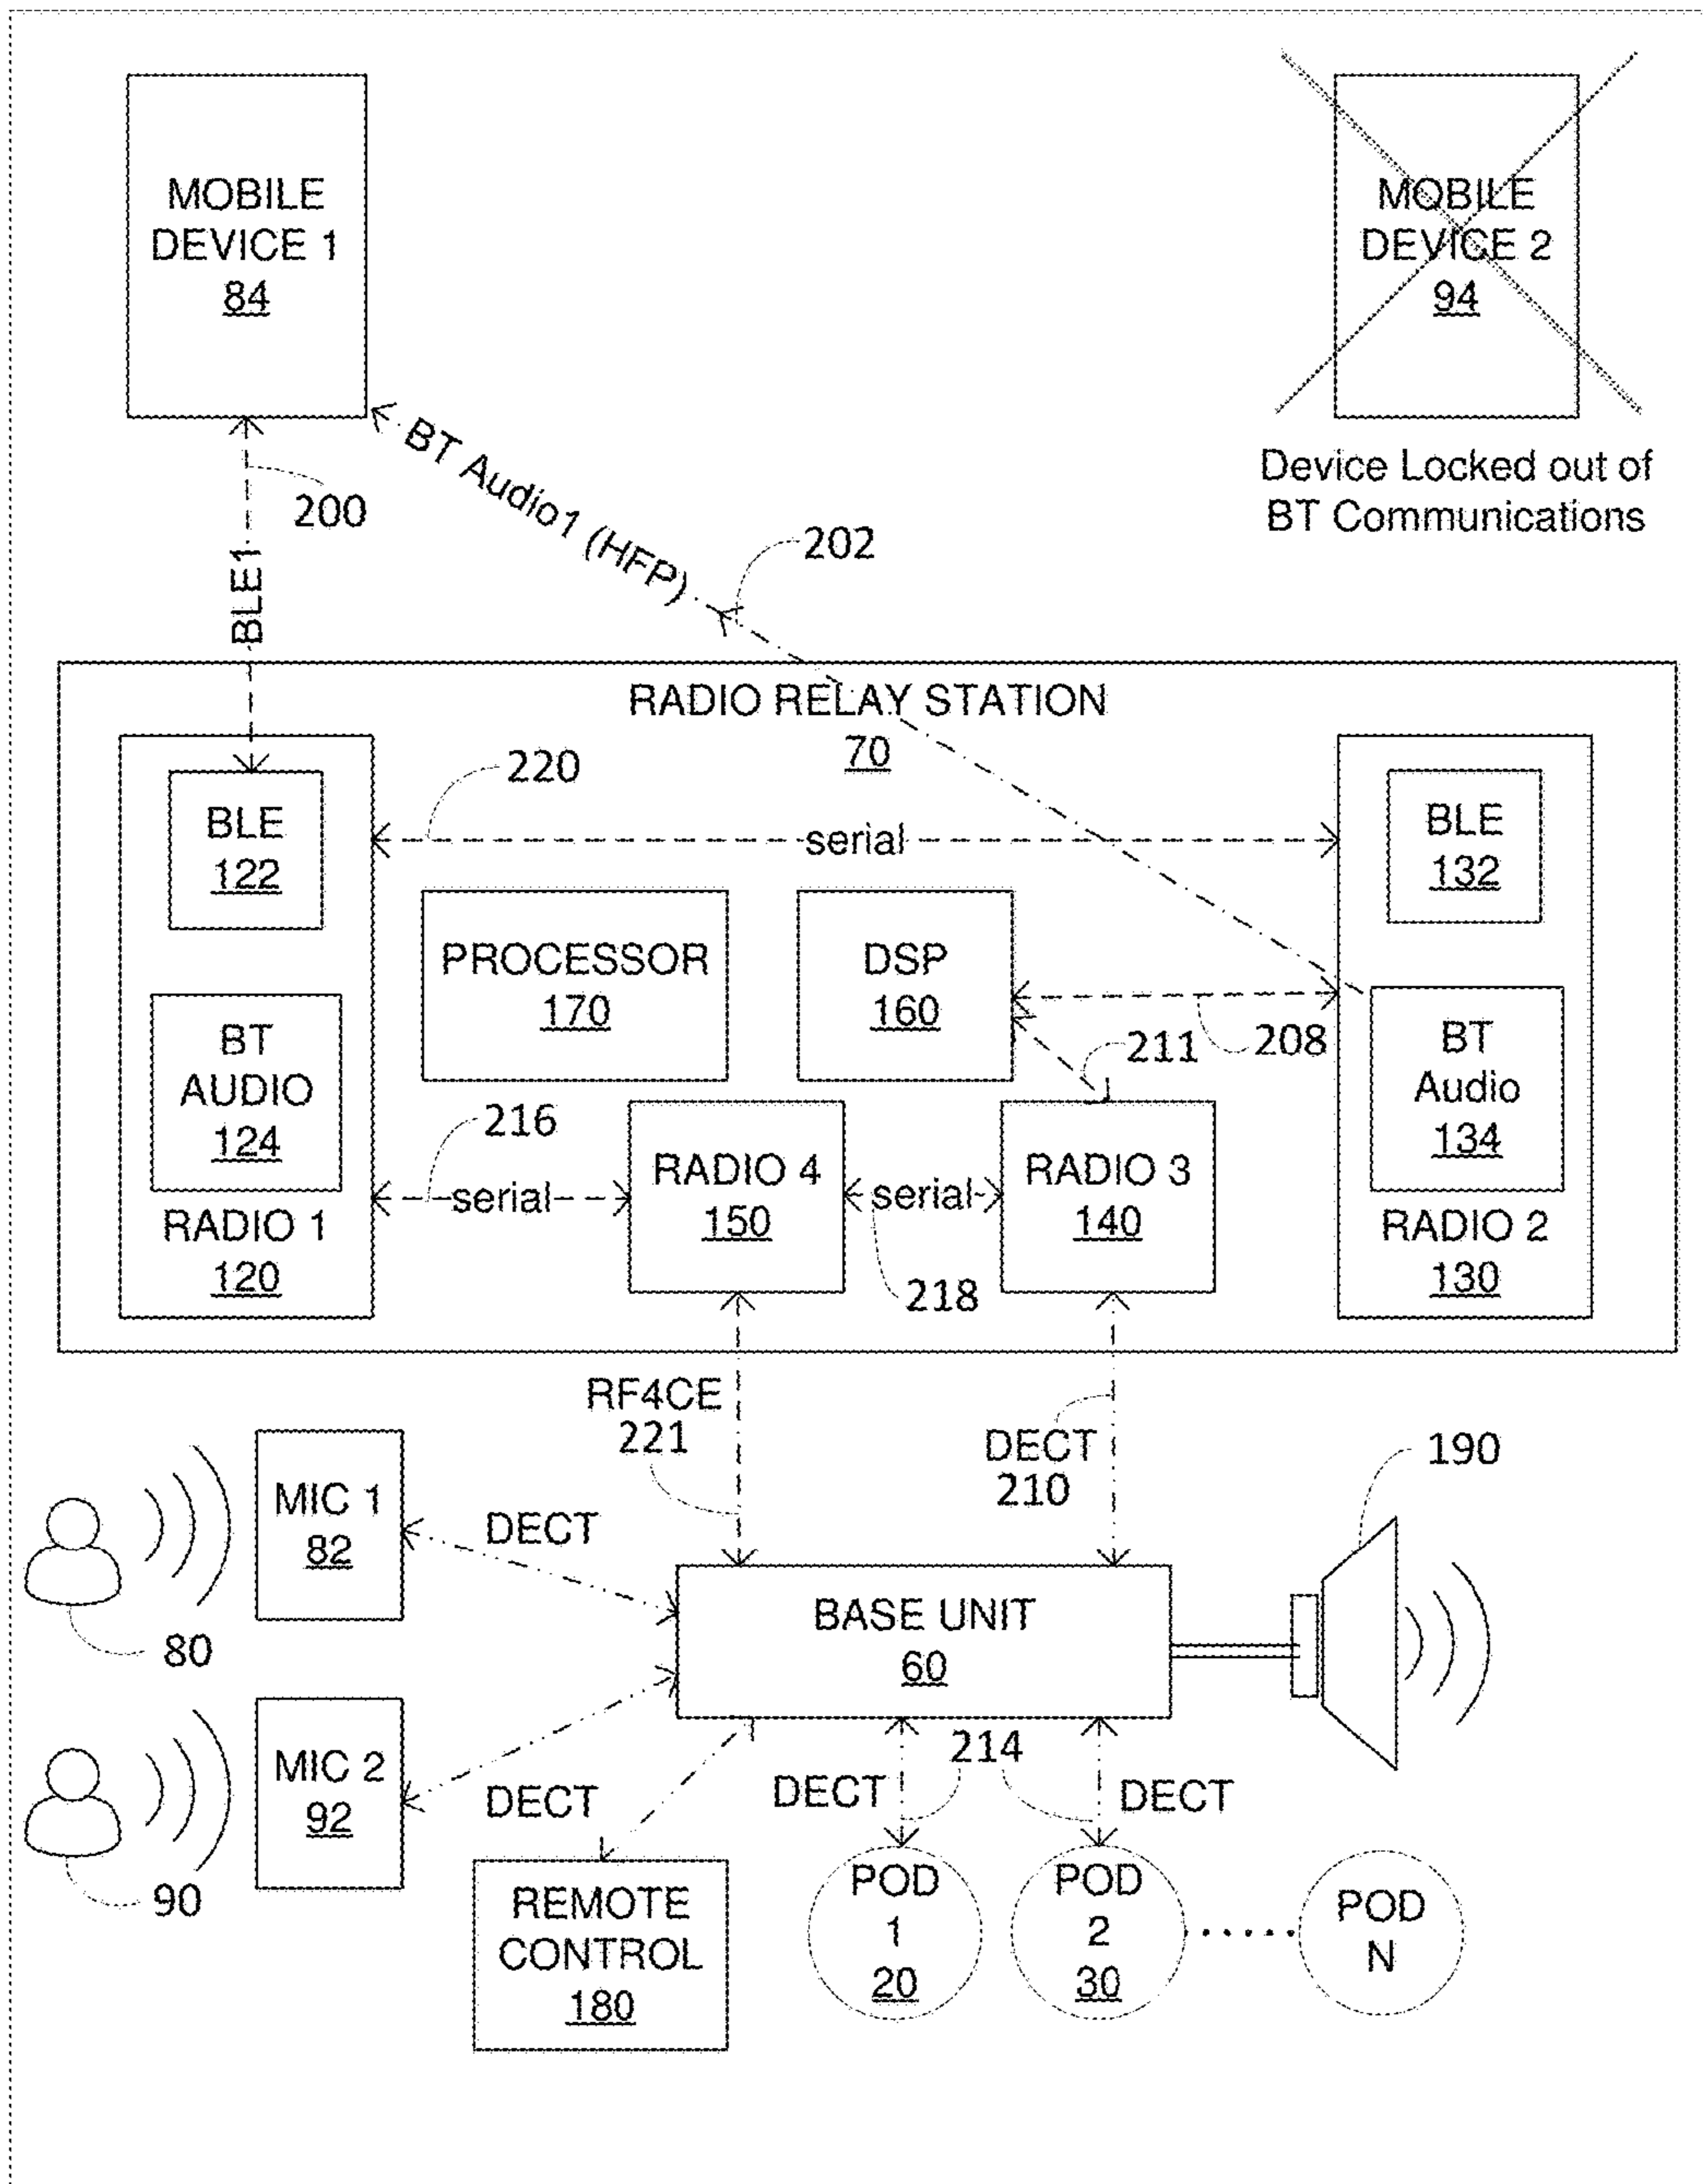 MOBILE
DEVICE 1
84
MOBILE
DEVICE 2
94
Device Locked out of
BT Communications
200
BLE1
BT Audio1 (HFP)
202
RADIO RELAY STATION
70
220
serial
BLE
122
BT
AUDIO
124
RADIO 1
120
PROCESSOR
170
DSP
160
211
208
BLE
132
BT
Audio
134
RADIO 2
130
216
serial
RADIO 4
150
serial
218
RADIO 3
140
RF4CE
221
DECT
210
190
MIC 1
82
DECT
80
BASE UNIT
60
MIC 2
92
90
DECT
REMOTE
CONTROL
180
214
DECT
DECT
POD
1
20
POD
2
30
POD
N